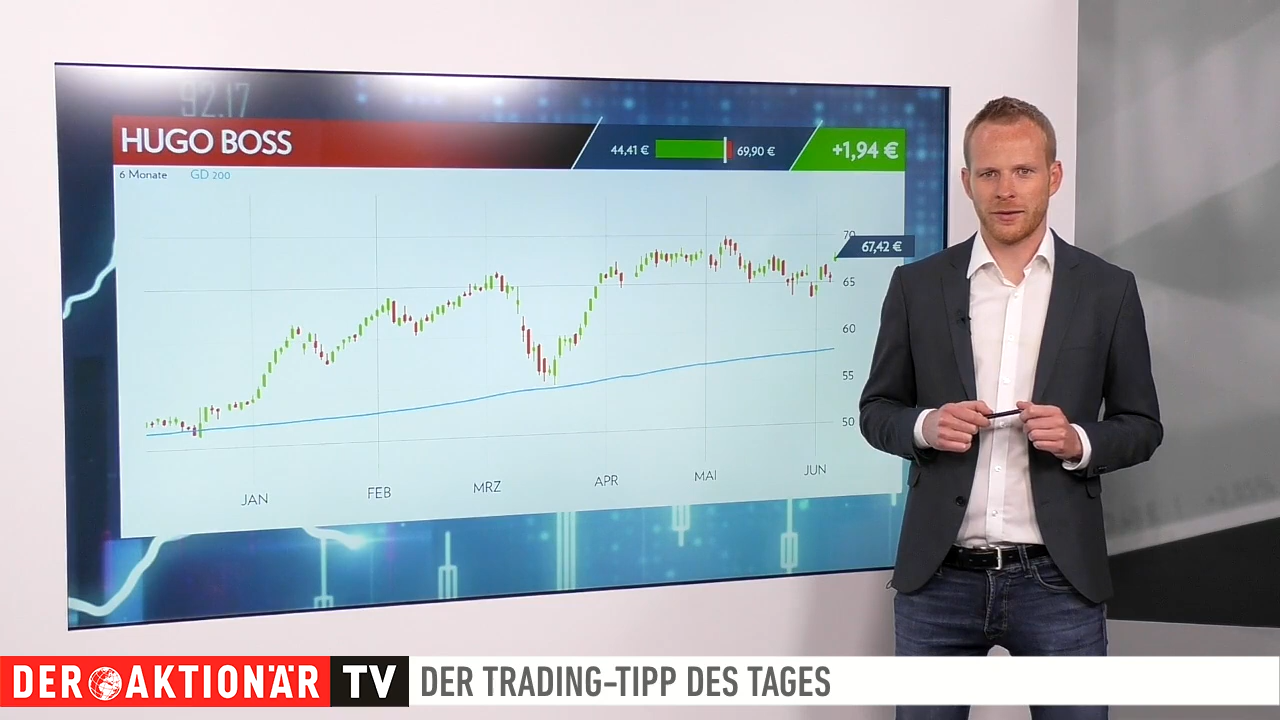 92.17
HUGO BOSS
44,41 €
69,90 €
+1,94 €
6 Monate
GD 200
70
67,42 €
65
60
55
50
JAN
FEB
MRZ
APR
MAI
JUN
DER AKTIONÄR TV
DER TRADING-TIPP DES TAGES